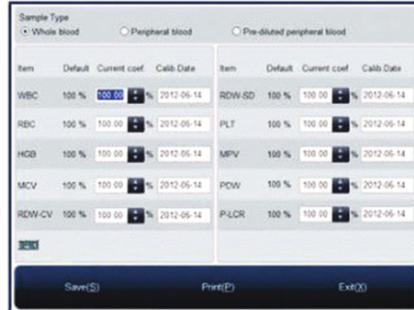 Sample Type
Whole blood Peripheral blood Pre-diluted peripheral blood
Item Default Current coef. Calib.Date Item Default Current coef. Calib.Date
WBC 100 % 100.00 % 2012-06-14 RDW-SD 100 % 100.00 % 2012-06-14
RBC 100 % 100.00 % 2012-06-14 PLT 100 % 100.00 % 2012-06-14
HGB 100 % 100.00 % 2012-06-14 MPV 100 % 100.00 % 2012-06-14
MCV 100 % 100.00 % 2012-06-14 PDW 100 % 100.00 % 2012-06-14
RDW-CV 100 % 100.00 % 2012-06-14 P-LCR 100 % 100.00 % 2012-06-14
Save(S) Print(P) Exit(X)